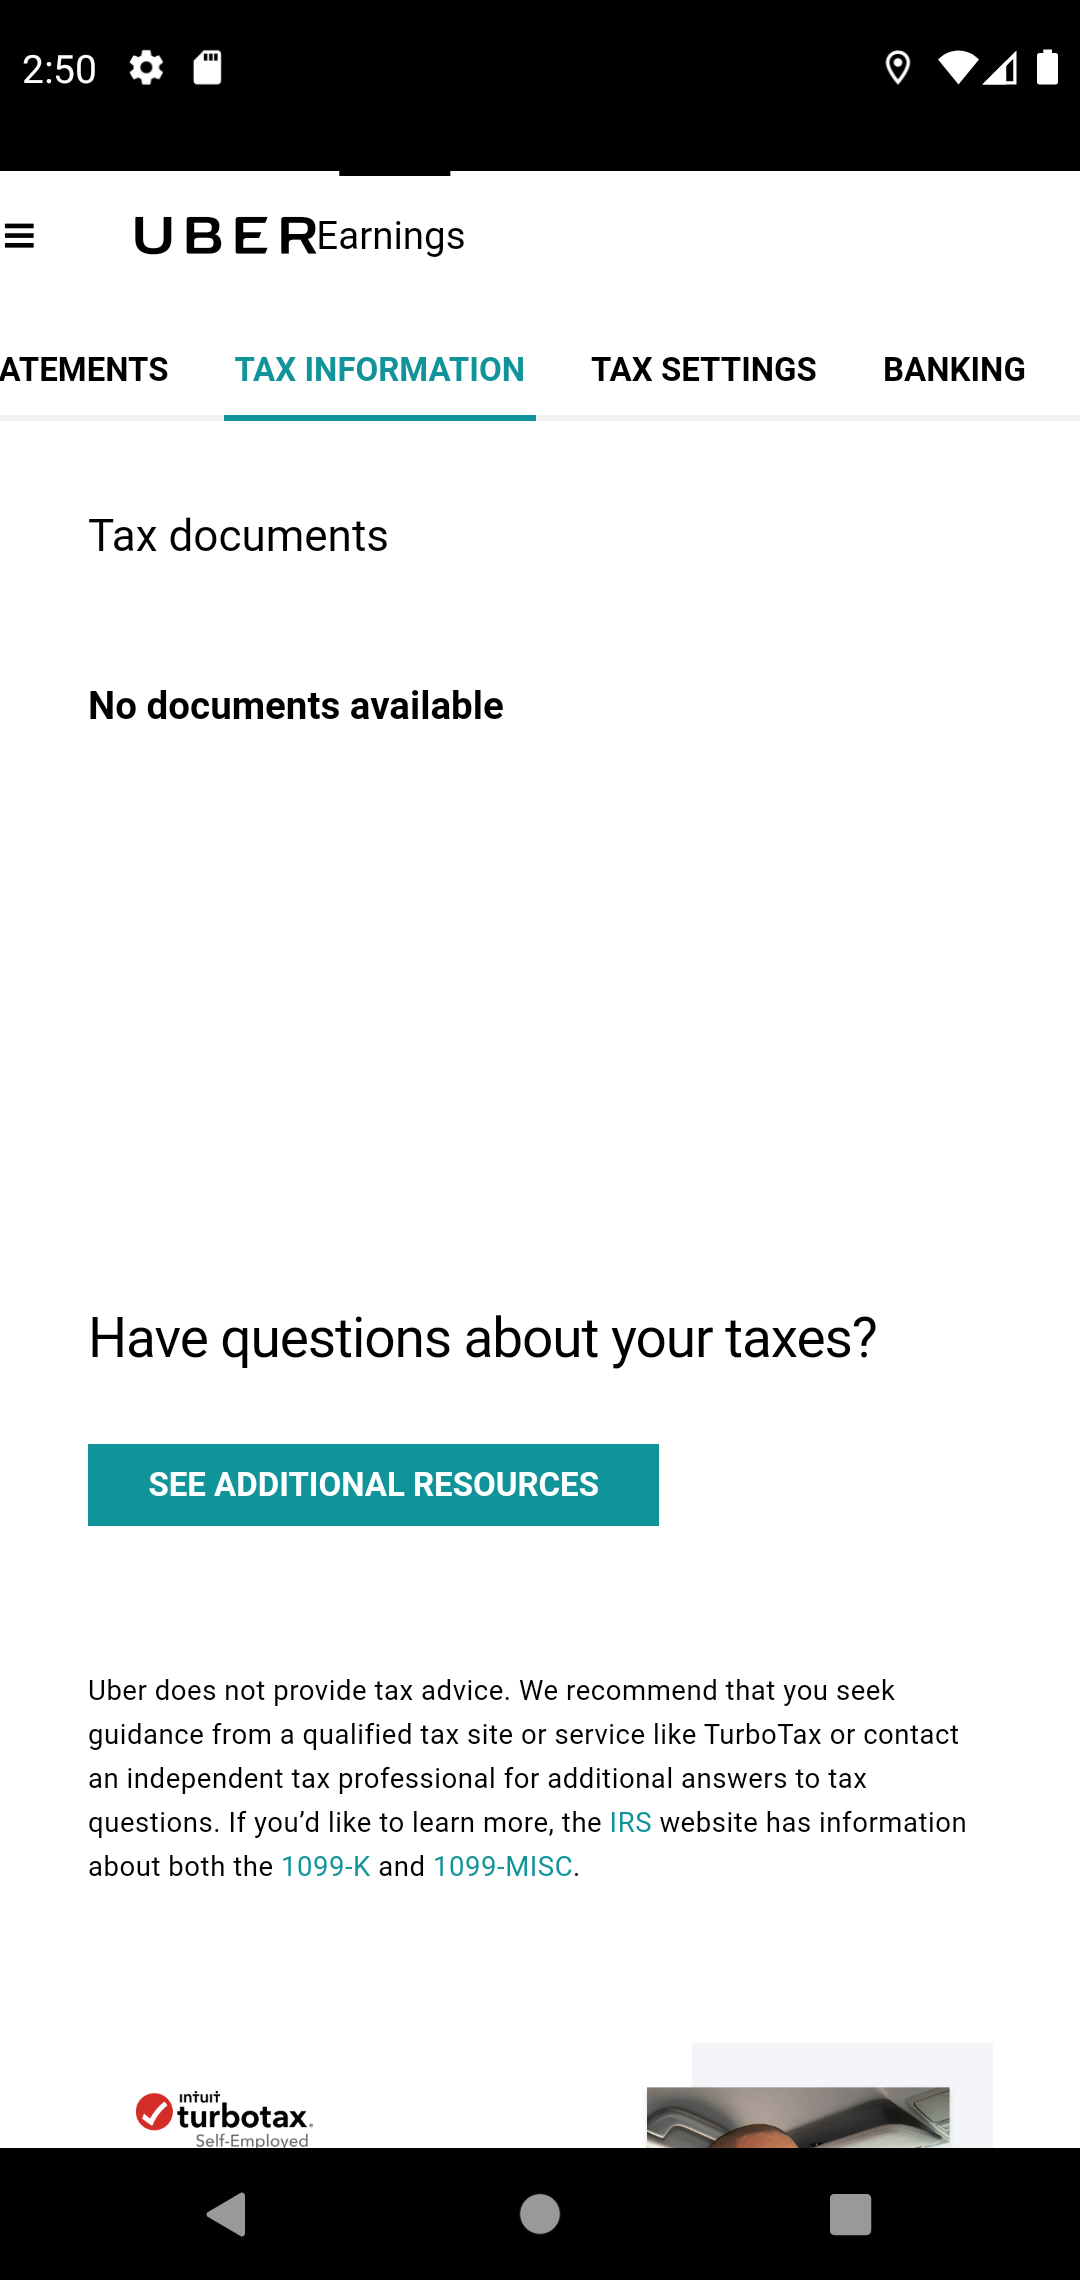 2:50
UBER Earnings
ATEMENTS TAX INFORMATION TAX SETTINGS BANKING
Tax documents
No documents available
Have questions about your taxes?
SEE ADDITIONAL RESOURCES
Uber does not provide tax advice. We recommend that you seek
guidance from a qualified tax site or service like TurboTax or contact
an independent tax professional for additional answers to tax
questions. If you’d like to learn more, the IRS website has information
about both the 1099-K and 1099-MISC.
intuit
turbotax.
Self-Employed